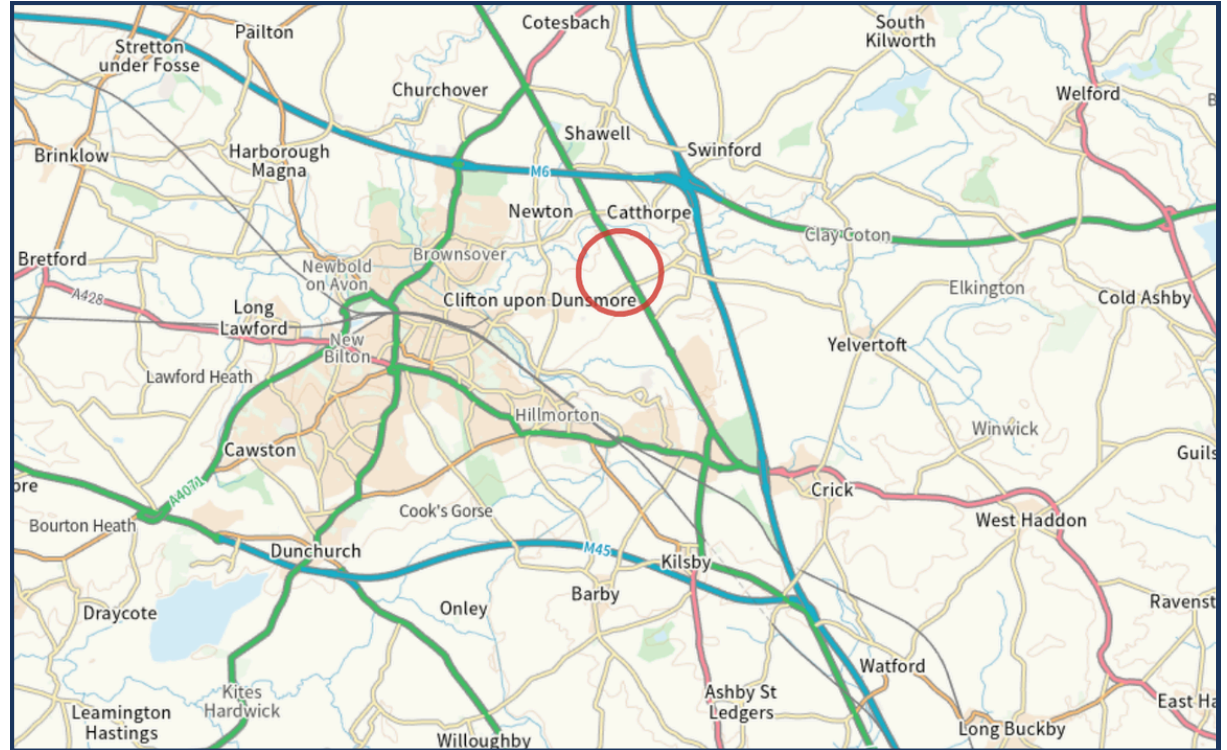 Cotesbach
South
Kilworth
Pailton
Stretton
under Fosse
Churchover
Welford
Shawell
Swinford
Brinklow
Harborough
Magna
M6
Newton
Catthorpe
Clay Coton
Bretford
Brownsover
Newbold
on Avon
A428
Clifton upon Dunsmore
Elkington
Cold Ashby
Long
Lawford
New
Bilton
Yelvertoft
Lawford Heath
Hillmorton
Winwick
Cawston
Guils
ore
A4071
Crick
Bourton Heath
Cook's Gorse
West Haddon
Dunchurch
M45
Kilsby
Barby
Draycote
Onley
Ravenst
Watford
Kites
Hardwick
Ashby St
Ledgers
East Ha
Leamington
Hastings
Long Buckby
Willoughby